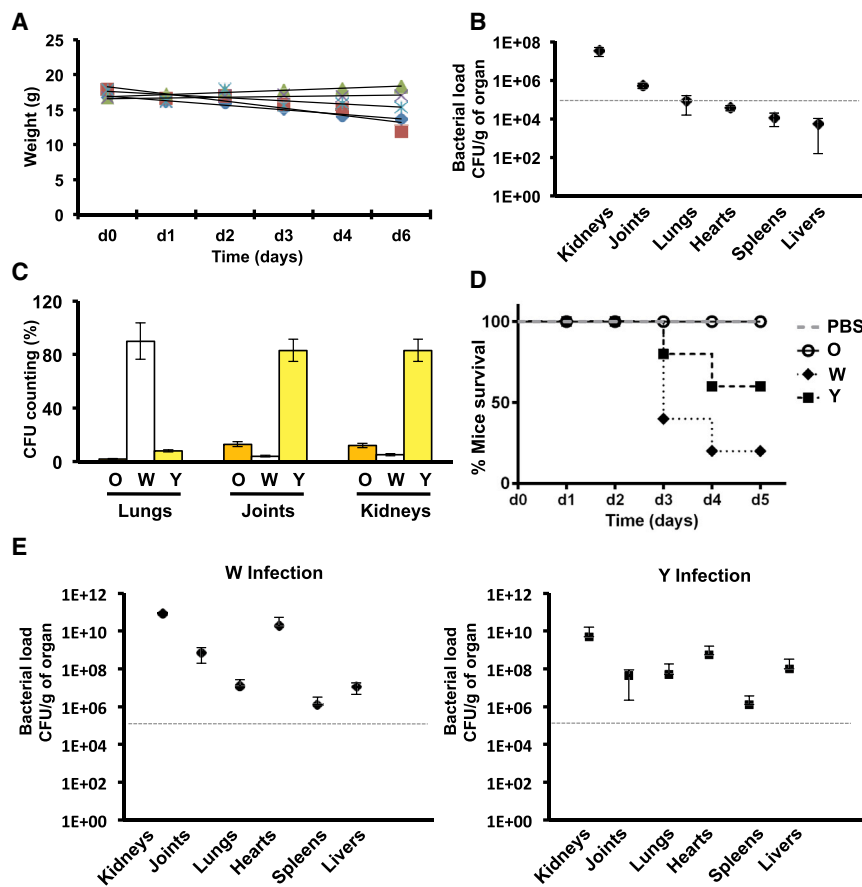 A
Weight (g)
25
20
15
10
5
0
d0 d1 d2 d3 d4 d6
Time (days)
B
Bacterial load
CFU/g of organ
1E+08
1E+06
1E+04
1E+02
1E+00
Kidneys Joints Lungs Hearts Spleens Livers
C
CFU counting (%)
120
80
40
0
O W Y O W Y O W Y
Lungs Joints Kidneys
D
% Mice survival
100
50
0
d0 d1 d2 d3 d4 d5
Time (days)
PBS
O
W
Y
E
W Infection
Bacterial load
CFU/g of organ
1E+12
1E+10
1E+08
1E+06
1E+04
1E+02
1E+00
Kidneys Joints Lungs Hearts Spleens Livers
Y Infection
Bacterial load
CFU/g of organ
1E+12
1E+10
1E+08
1E+06
1E+04
1E+02
1E+00
Kidneys Joints Lungs Hearts Spleens Livers